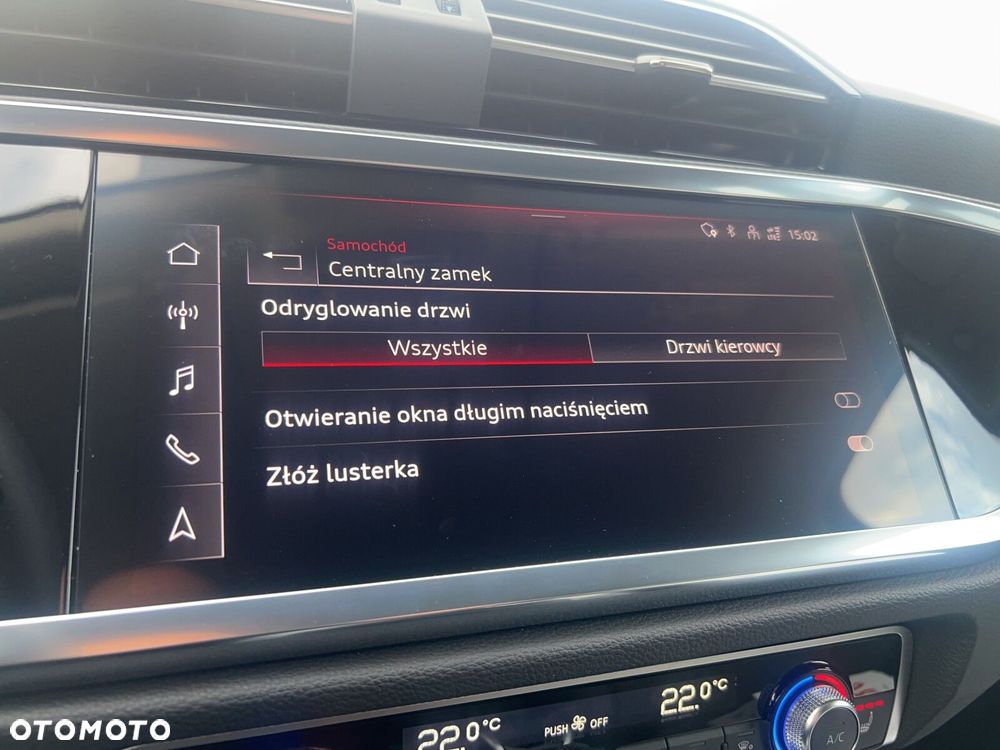 Samochód
Centralny zamek
15:02
Odryglowanie drzwi
Wszystkie
Drzwi kierowcy
Otwieranie okna długim naciśnięciem
Złóż lusterka
22.0°C
PUSH OFF
22.0°C
A/C
OTOMOTO